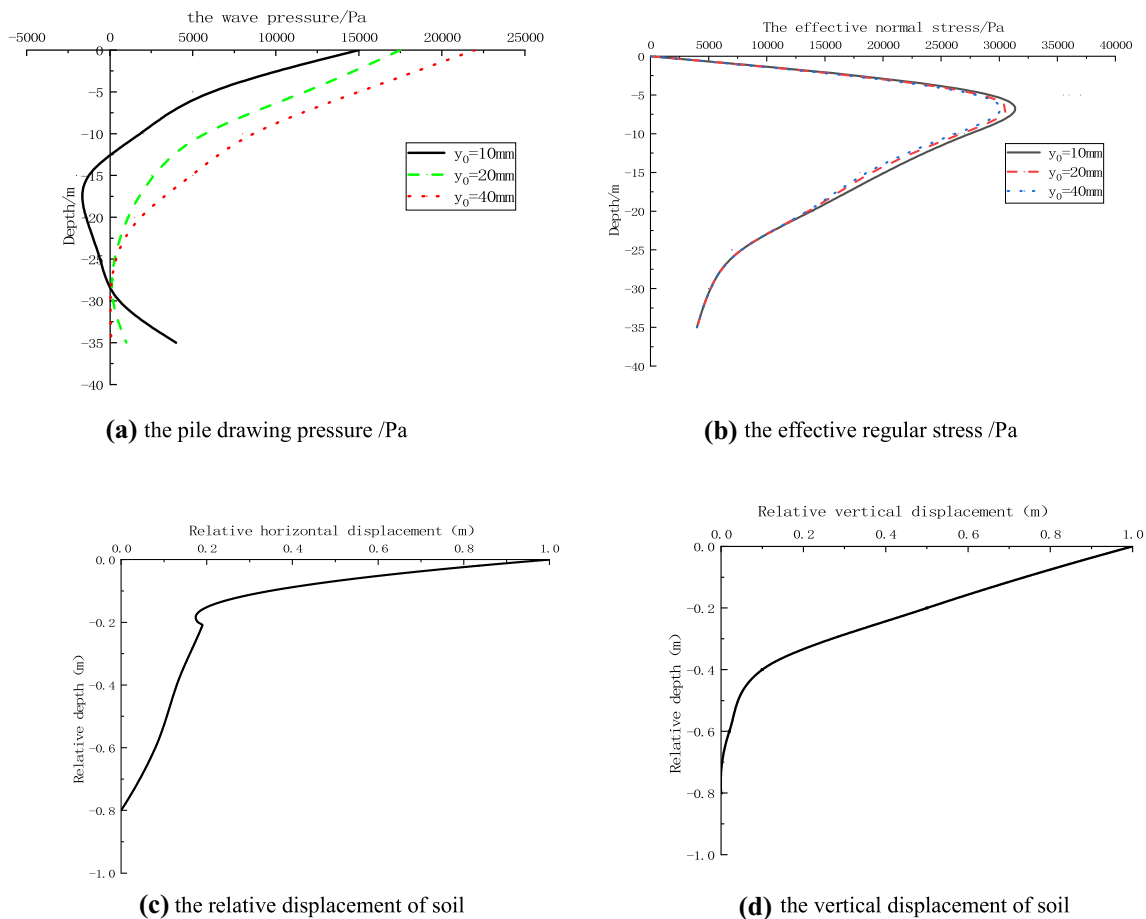 the wave pressure/Pa
-5000 0 5000 10000 15000 20000 25000
0
-5
-10
-15
-20
-25
-30
-35
-40
Depth/m
y0=10mm
y0=20mm
y0=40mm
(a) the pile drawing pressure /Pa
The effective normal stress/Pa
0 5000 10000 15000 20000 25000 30000 35000 40000
0
-5
-10
-15
-20
-25
-30
-35
-40
Depth/m
y0=10mm
y0=20mm
y0=40mm
(b) the effective regular stress /Pa
Relative horizontal displacement (m)
0.0 0.2 0.4 0.6 0.8 1.0
0.0
-0.2
-0.4
-0.6
-0.8
-1.0
Relative depth (m)
(c) the relative displacement of soil
Relative vertical displacement (m)
0.0 0.2 0.4 0.6 0.8 1.0
0.0
-0.2
-0.4
-0.6
-0.8
-1.0
Relative depth (m)
(d) the vertical displacement of soil